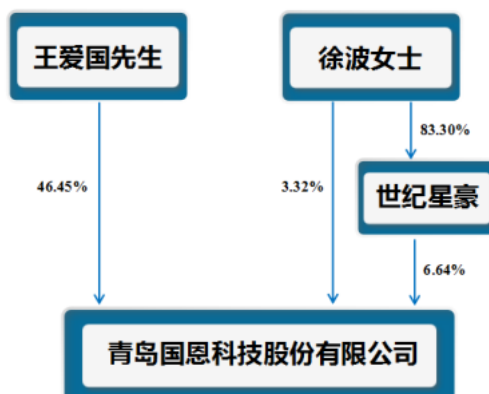 王爱国先生
徐波女士
83.30%
46.45%
3.32%
世纪星豪
6.64%
青岛国恩科技股份有限公司